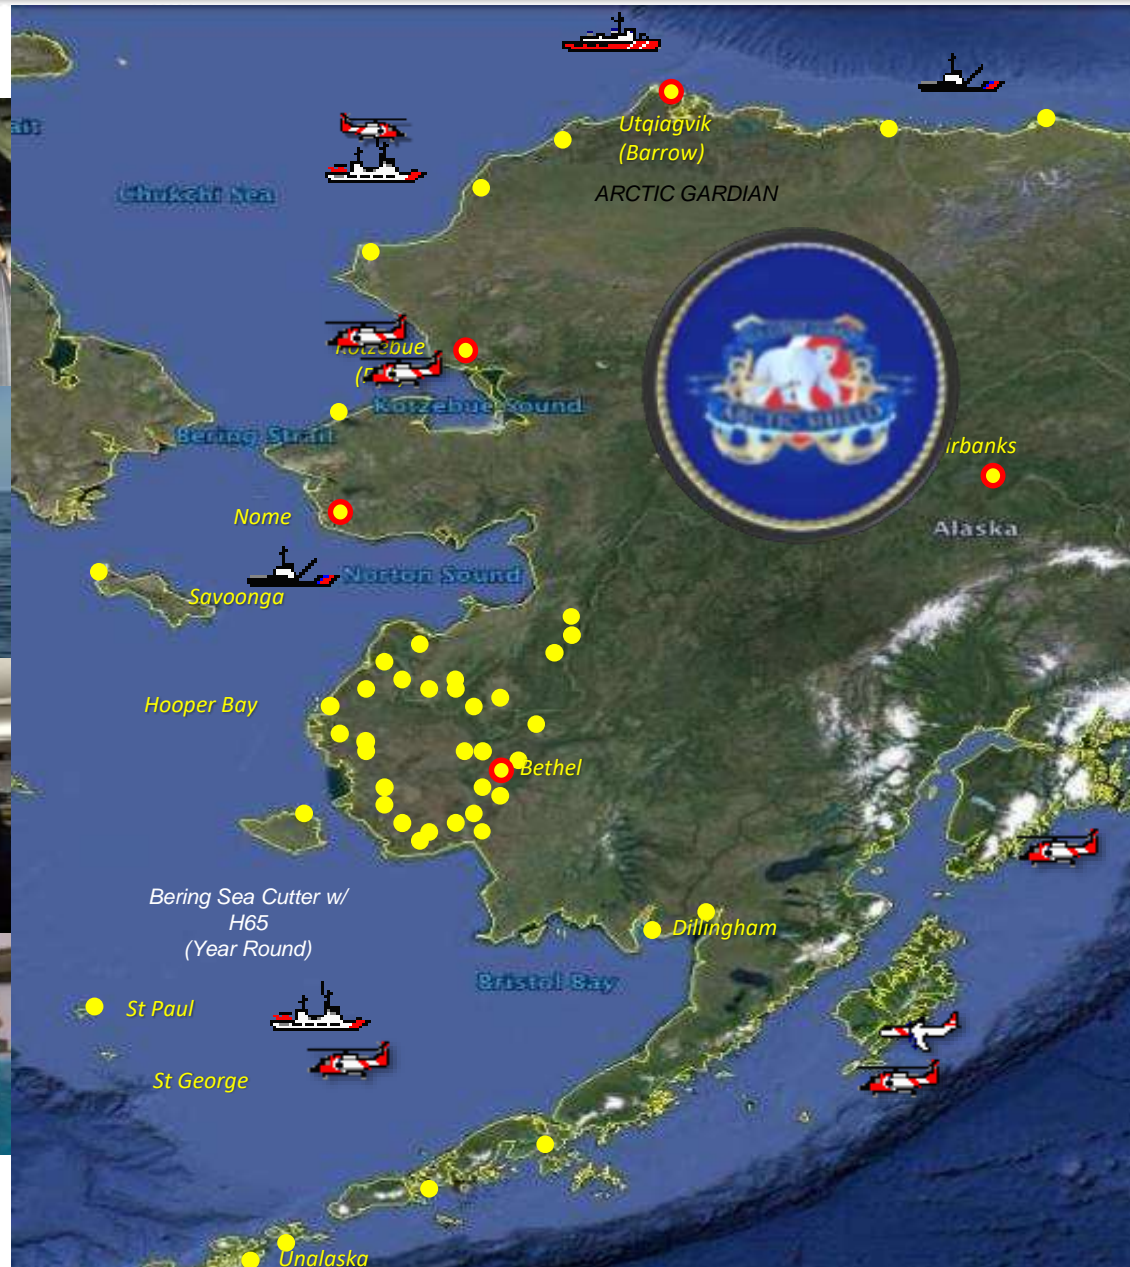 Utqiagvik
(Barrow)
ARCTIC GARDIAN
Chukchi Sea
Kotzebue
Kotzebue Sound
Bering Strait
irbanks
Nome
Alaska
Norton Sound
Savoonga
Hooper Bay
Bethel
Bering Sea Cutter w/
H65
(Year Round)
Dillingham
Bristol Bay
St Paul
St George
Unalaska